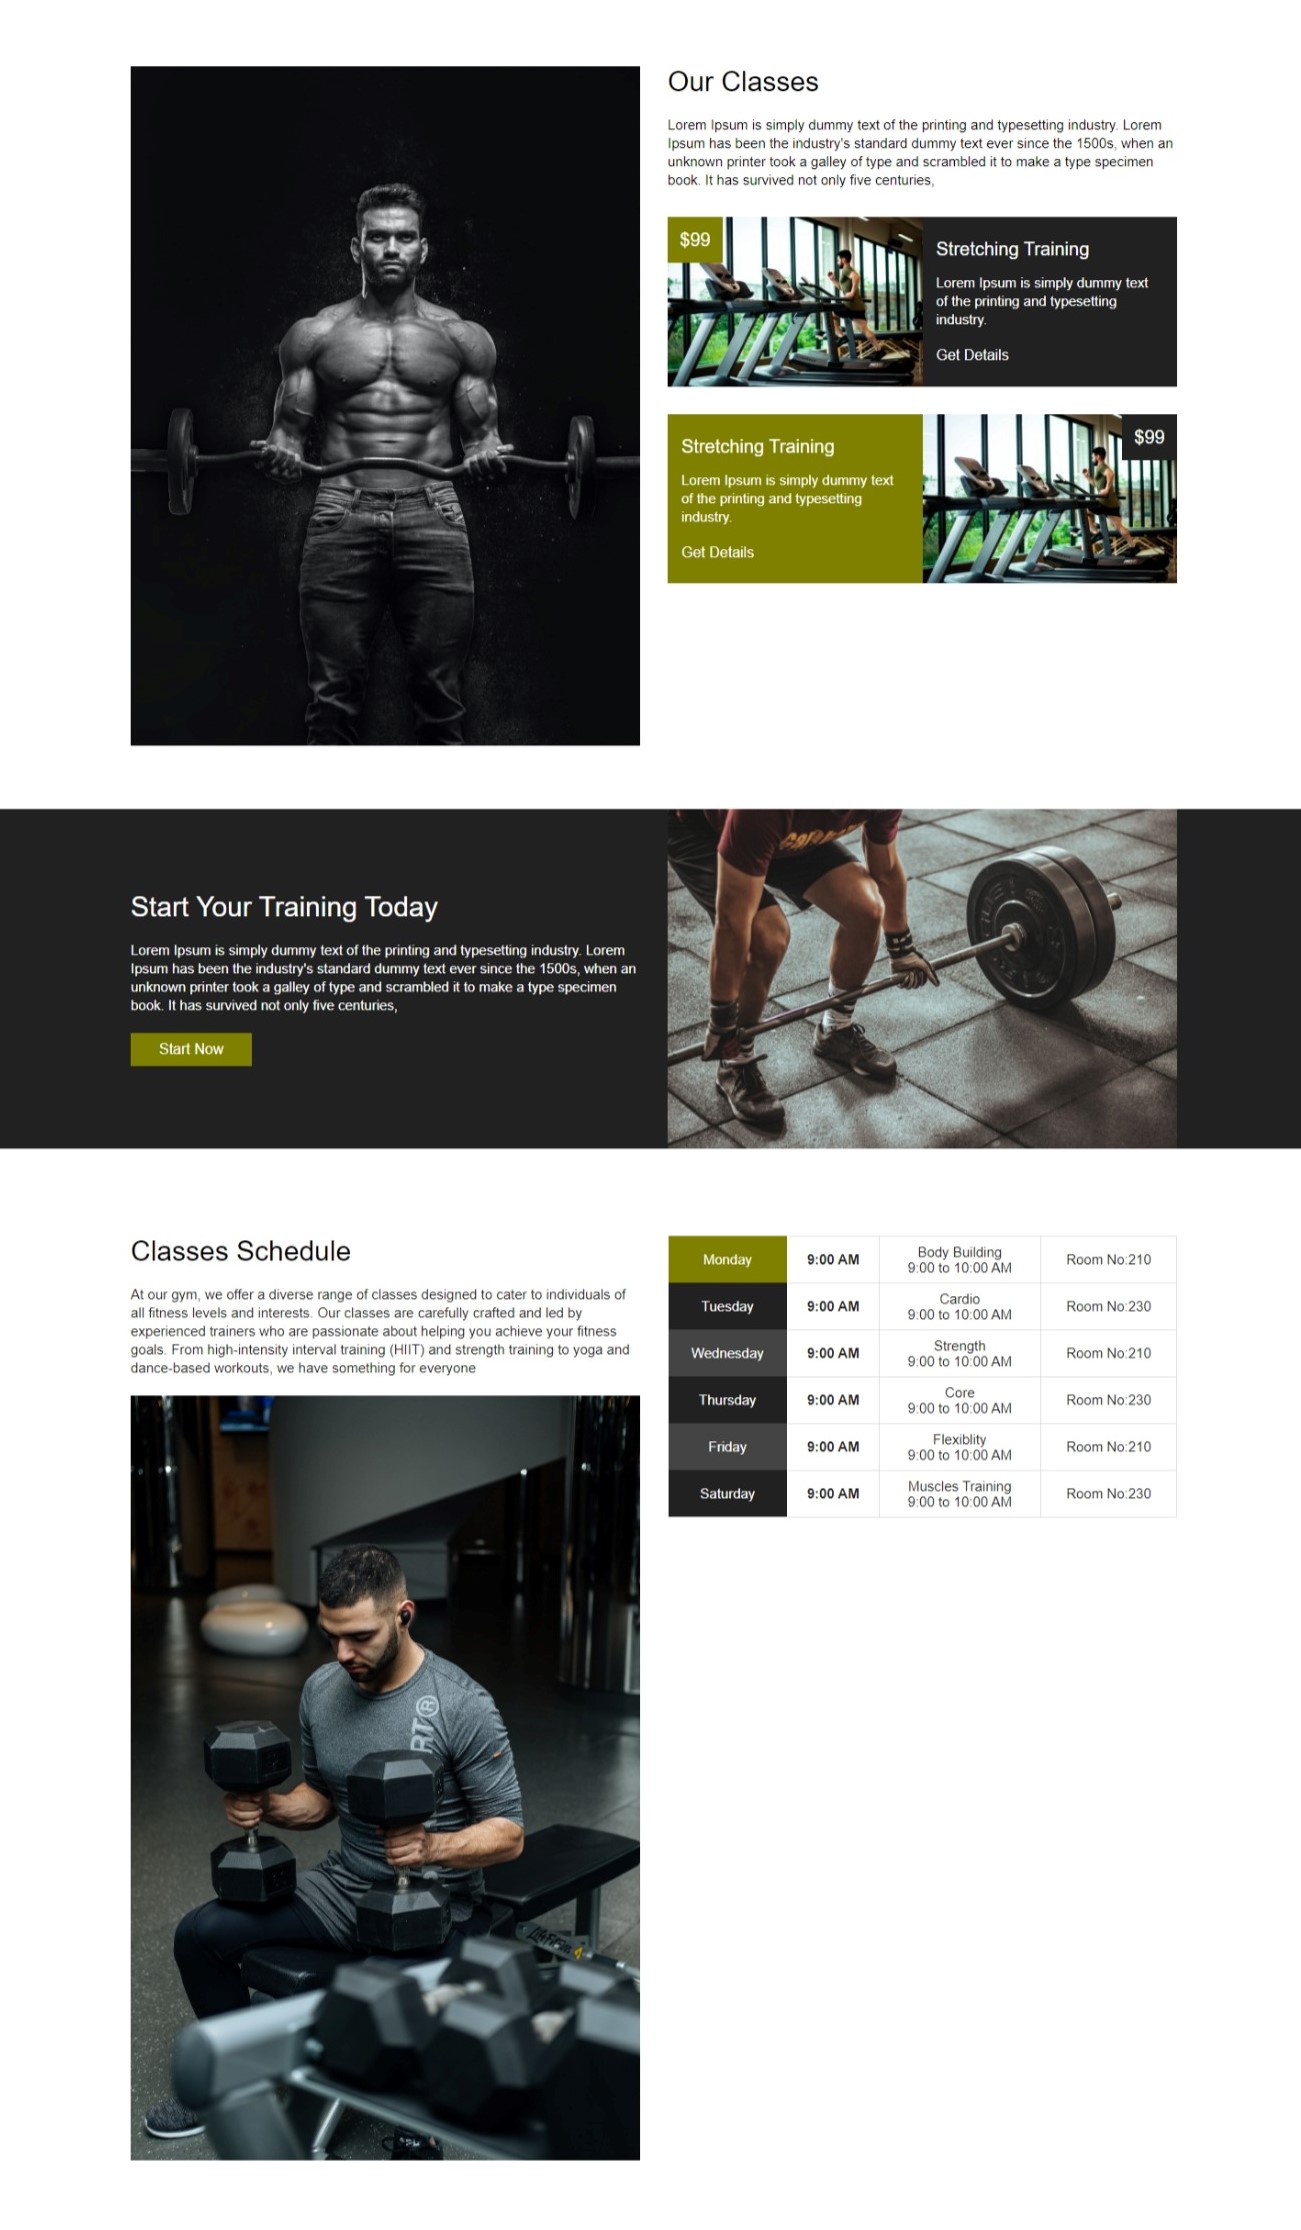 Our Classes
Lorem Ipsum is simply dummy text of the printing and typesetting industry. Lorem
Ipsum has been the industry's standard dummy text ever since the 1500s, when an
unknown printer took a galley of type and scrambled it to make a type specimen
book. It has survived not only five centuries,
$99
Stretching Training
Lorem Ipsum is simply dummy text
of the printing and typesetting
industry.
Get Details
Stretching Training
Lorem Ipsum is simply dummy text
of the printing and typesetting
industry.
Get Details
$99
Start Your Training Today
Lorem Ipsum is simply dummy text of the printing and typesetting industry. Lorem
Ipsum has been the industry's standard dummy text ever since the 1500s, when an
unknown printer took a galley of type and scrambled it to make a type specimen
book. It has survived not only five centuries,
Start Now
Classes Schedule
At our gym, we offer a diverse range of classes designed to cater to individuals of
all fitness levels and interests. Our classes are carefully crafted and led by
experienced trainers who are passionate about helping you achieve your fitness
goals. From high-intensity interval training (HIIT) and strength training to yoga and
dance-based workouts, we have something for everyone
RT®
Life Fitness
Monday 9:00 AM Body Building 9:00 to 10:00 AM Room No:210
Tuesday 9:00 AM Cardio 9:00 to 10:00 AM Room No:230
Wednesday 9:00 AM Strength 9:00 to 10:00 AM Room No:210
Thursday 9:00 AM Core 9:00 to 10:00 AM Room No:230
Friday 9:00 AM Flexiblity 9:00 to 10:00 AM Room No:210
Saturday 9:00 AM Muscles Training 9:00 to 10:00 AM Room No:230